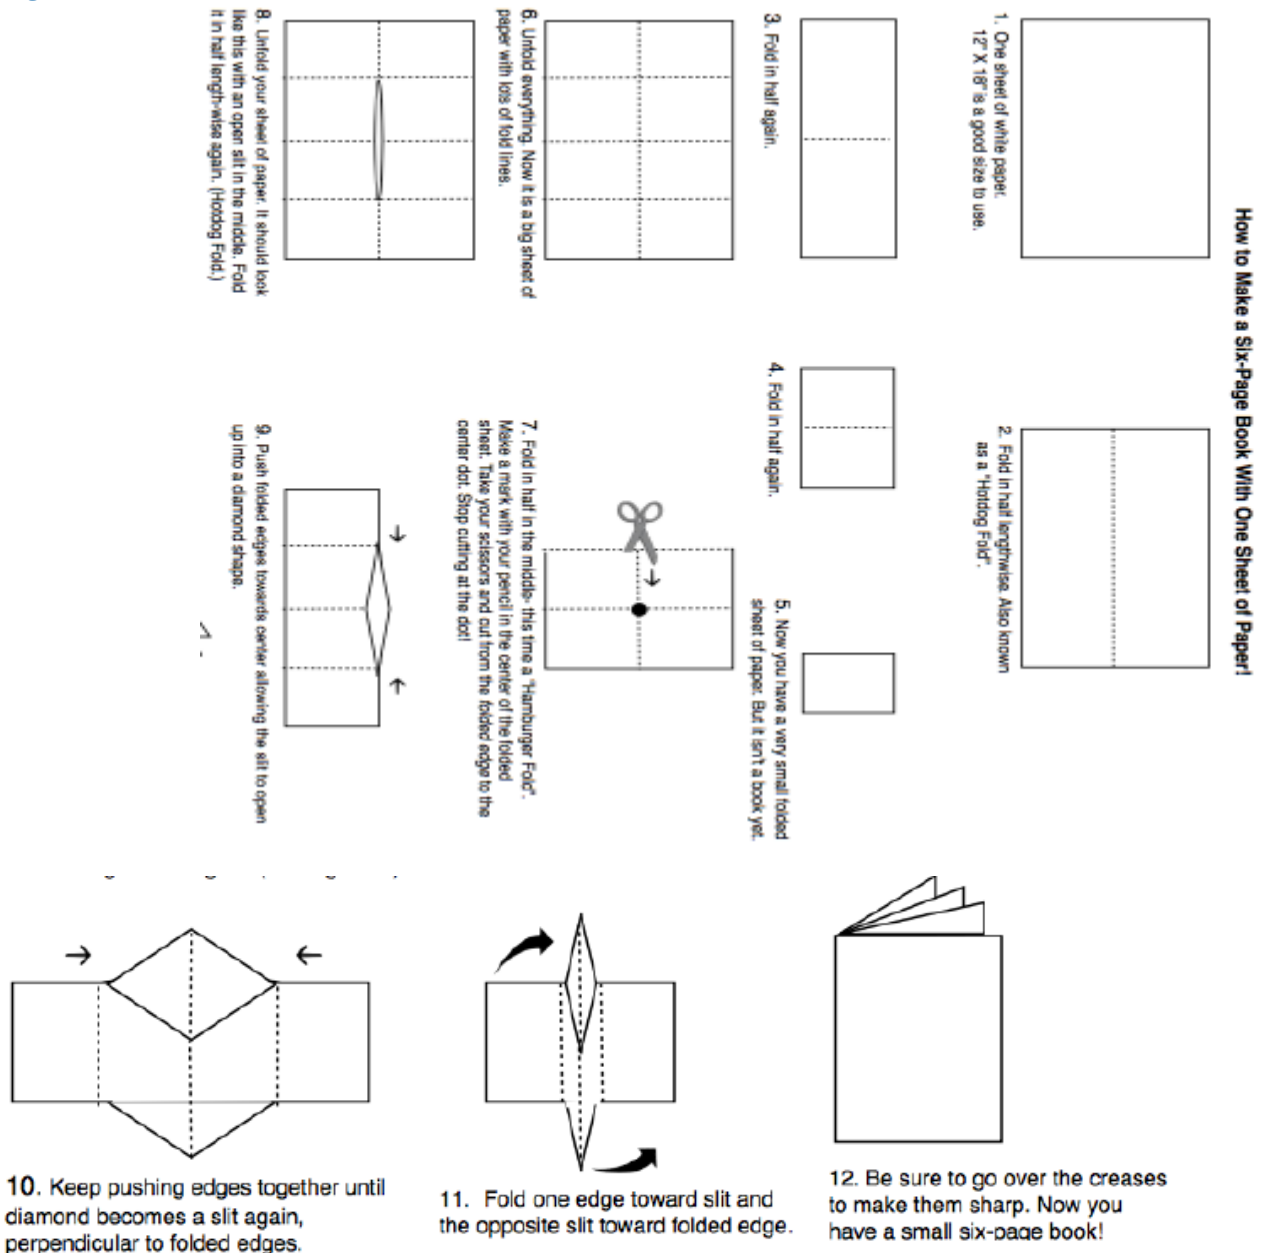 How to Make a Six-Page Book With One Sheet of Paper!
1. One sheet of white paper.
12" X 18" is a good size to use.
2. Fold in half lengthwise. Also known
as a "Hotdog Fold".
3. Fold in half again.
4. Fold in half again.
5. Now you have a very small folded
sheet of paper. But it isn't a book yet.
6. Unfold everything. Now it is a big sheet of
paper with lots of fold lines.
7. Fold in half in the middle- this time a "Hamburger Fold".
Make a mark with your pencil in the center of the folded
sheet. Take your scissors and cut from the folded edge to the
center dot. Stop cutting at the dot!
8. Unfold your sheet of paper. It should look
like this with an open slit in the middle. Fold
it in half length-wise again. (Hotdog Fold.)
9. Push folded edges towards center allowing the slit to open
up into a diamond shape.
10. Keep pushing edges together until
diamond becomes a slit again,
perpendicular to folded edges.
11. Fold one edge toward slit and
the opposite slit toward folded edge.
12. Be sure to go over the creases
to make them sharp. Now you
have a small six-page book!